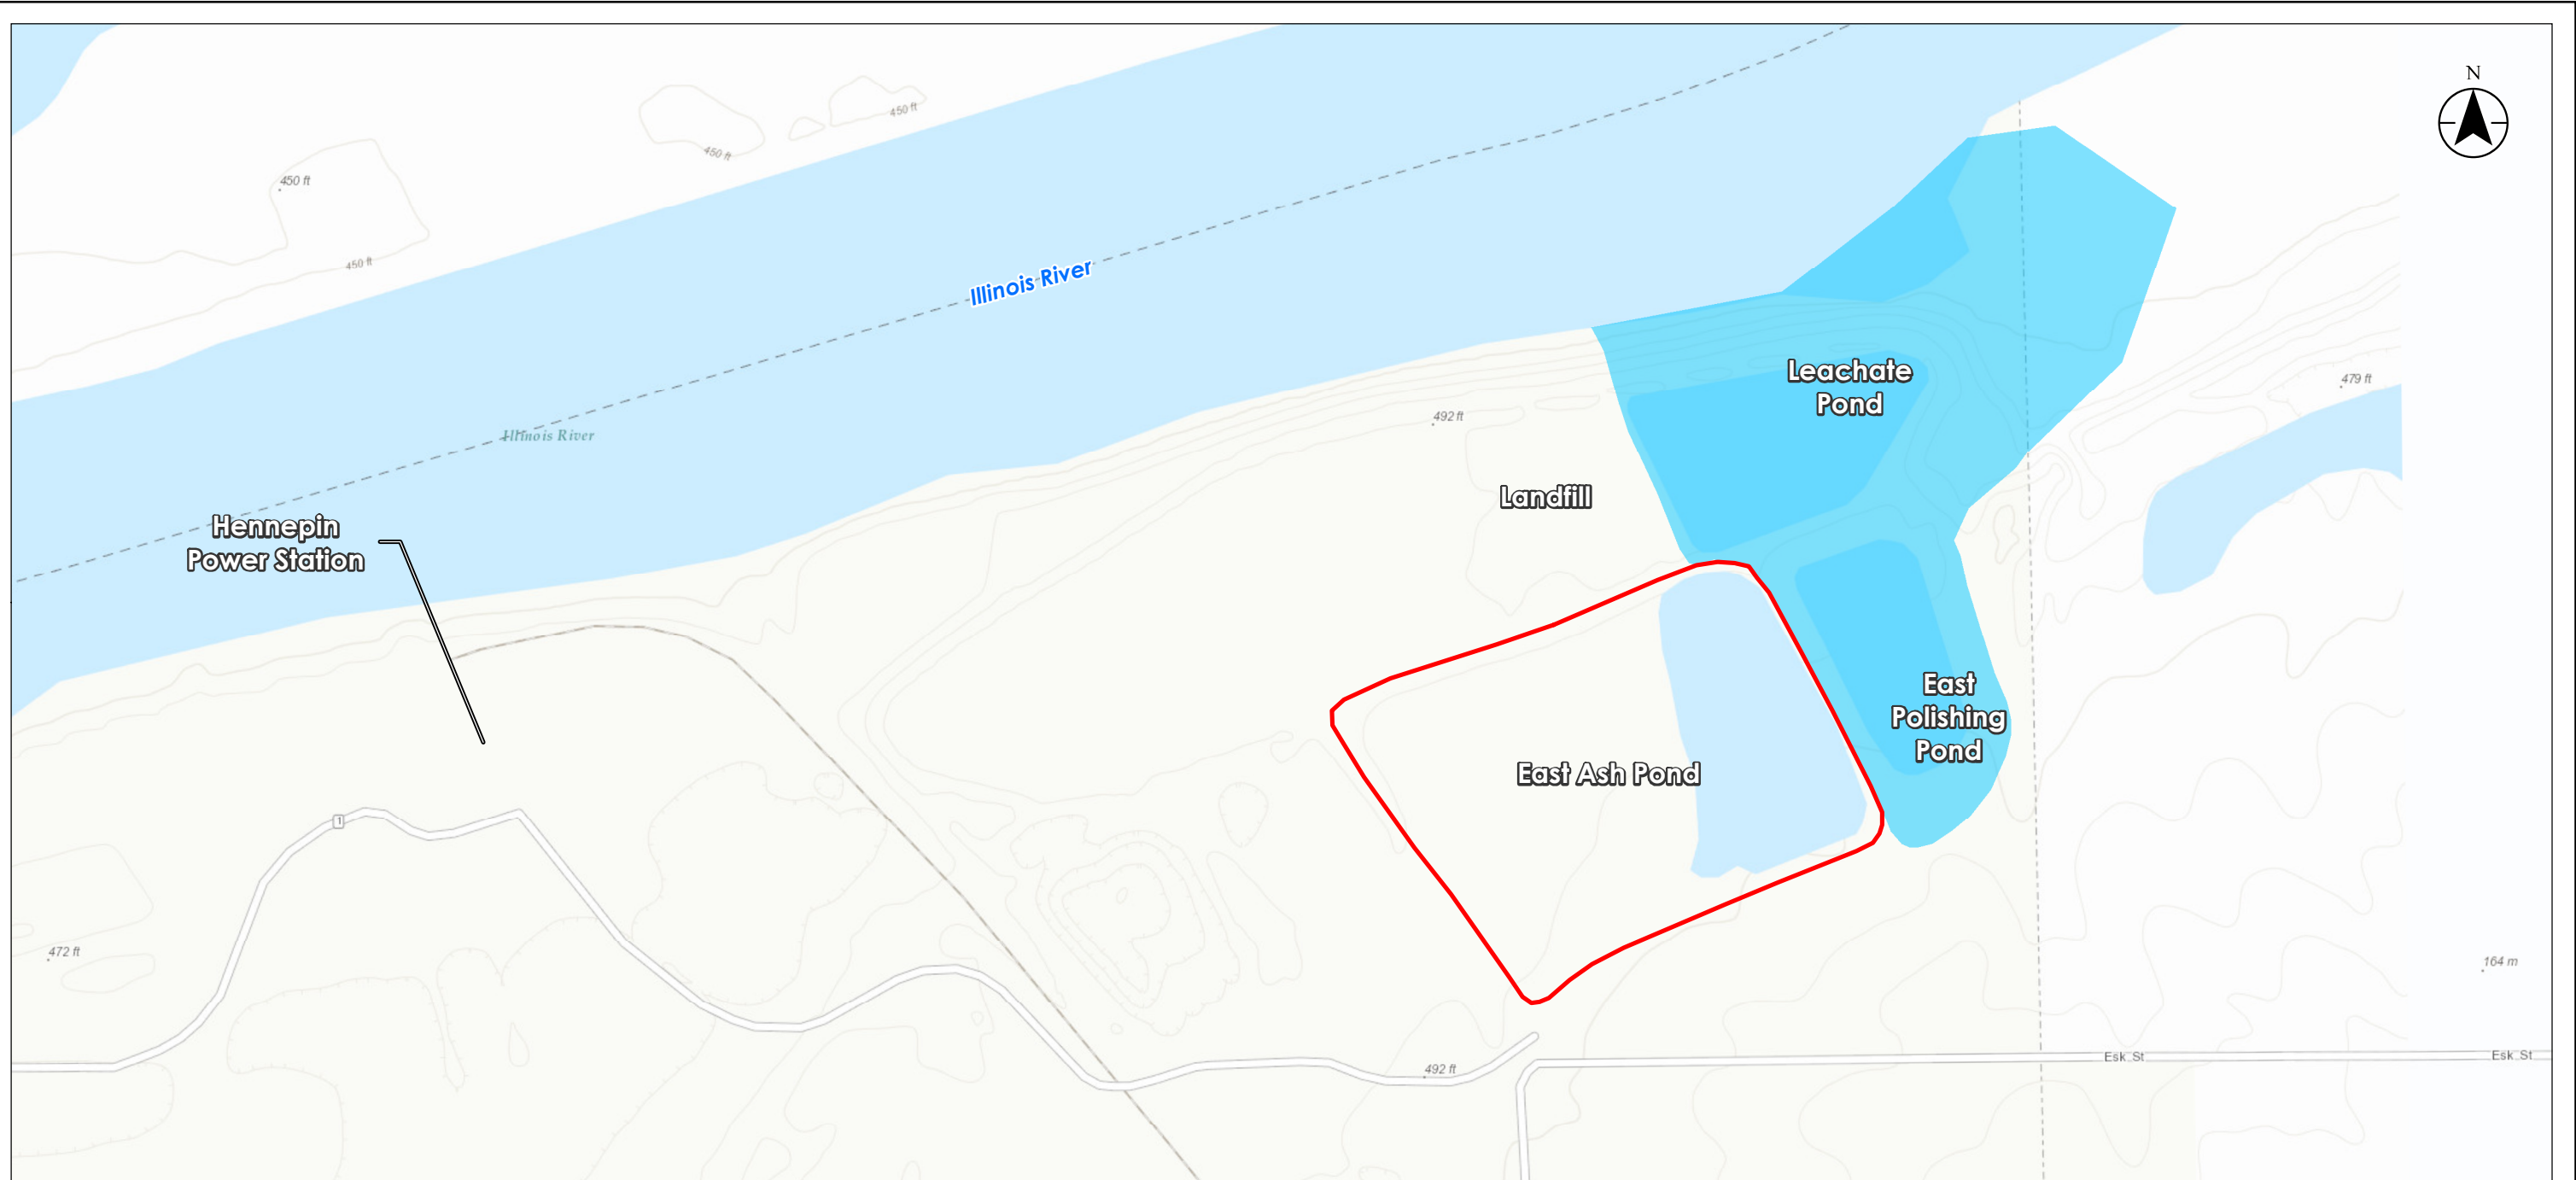 N
450 ft
450 ft
450 ft
450 ft
Illinois River
Leachate
Pond
479 ft
492 ft
Illinois River
Landfill
Hennepin
Power Station
East
Polishing
Pond
East Ash Pond
1
472 ft
164 m
Esk St
Esk St
492 ft